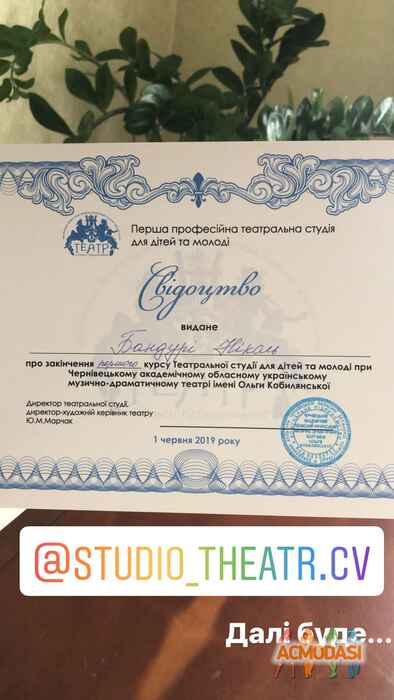 ТЕАТР
Перша професійна театральна студія
для дітей та молоді
Свідоцтво
видане
Бандурі
про закінчення першого курсу Театральної студії для дітей та молоді при
Чернівецькому академічному обласному українському
музично-драматичному театрі імені Ольги Кобилянської
Директор театральної студії,
директор-художній керівник театру
Ю.М.Марчак
1 червня 2019 року
@STUDIO_THEATR.CV
Далі буде...
ACMODASI